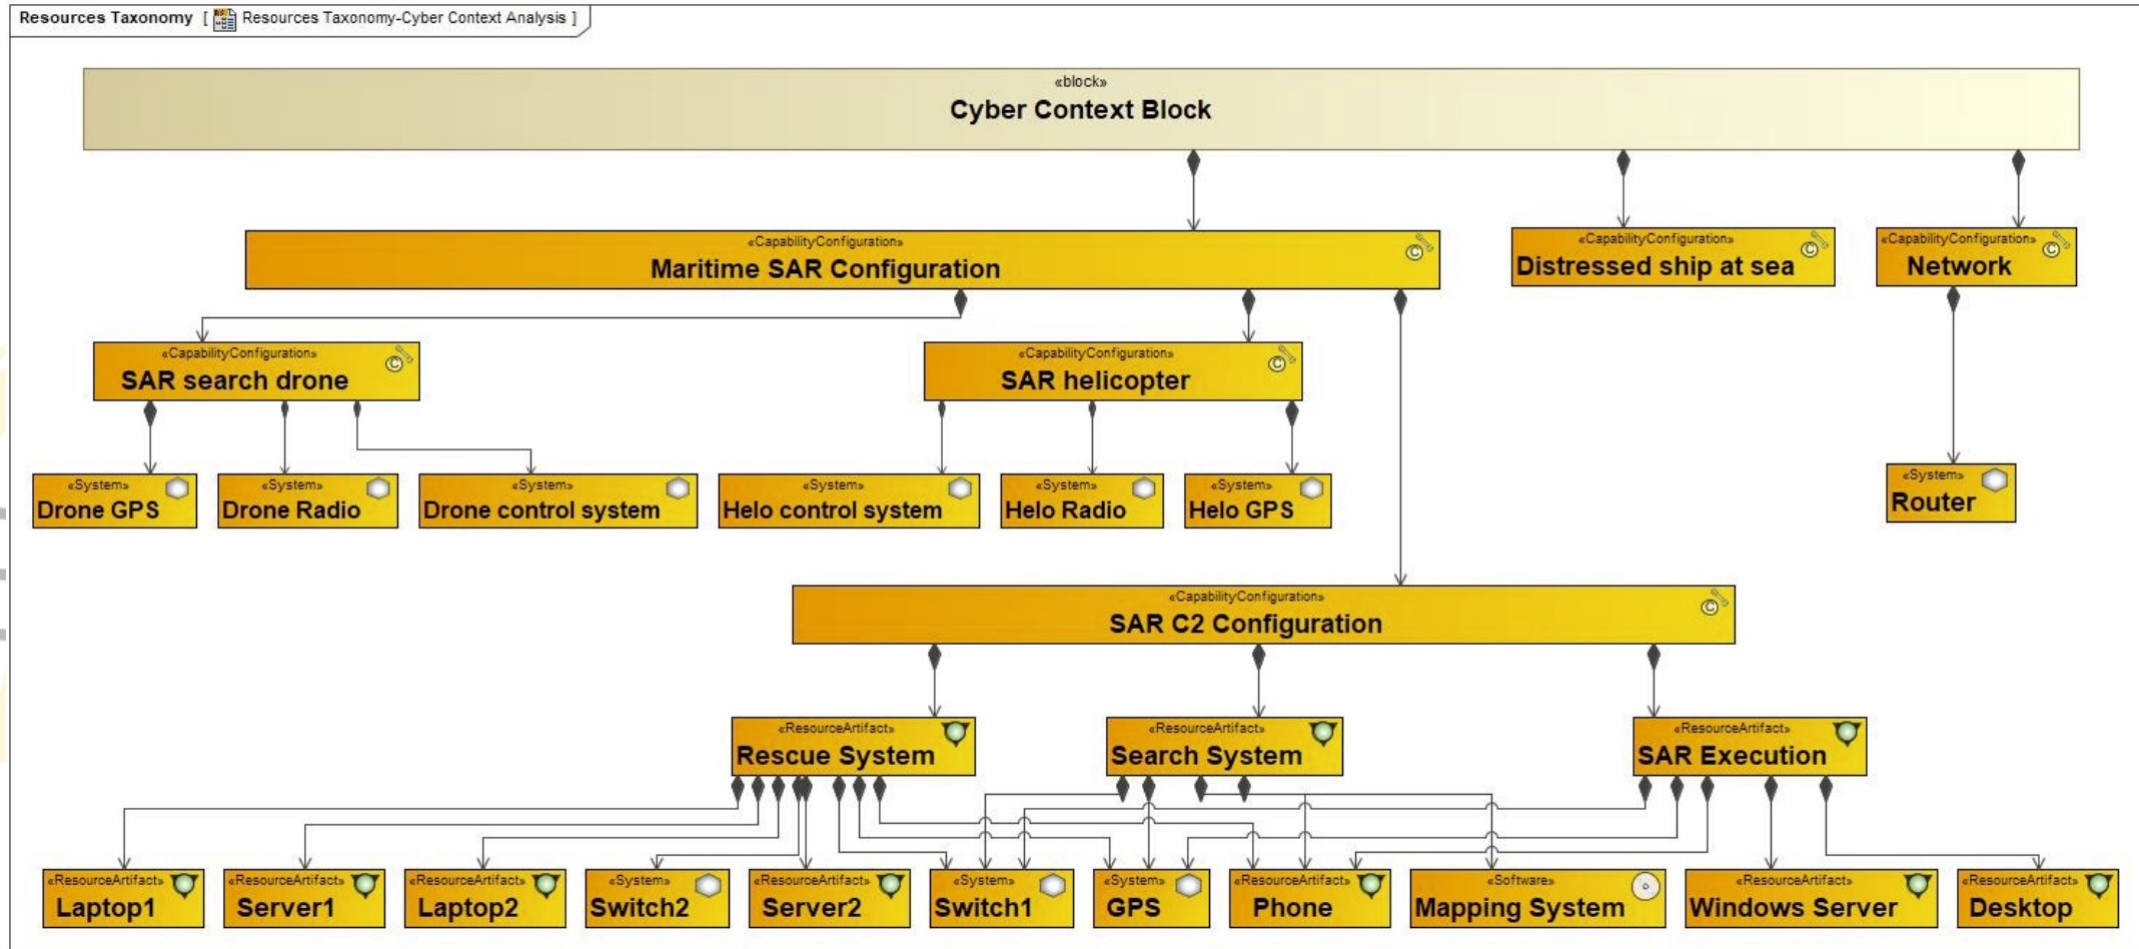 Resources Taxonomy [ Resources Taxonomy-Cyber Context Analysis ]
«block»
Cyber Context Block
«CapabilityConfiguration»
Maritime SAR Configuration
«CapabilityConfiguration»
Distressed ship at sea
«CapabilityConfiguration»
Network
«CapabilityConfiguration»
SAR search drone
«CapabilityConfiguration»
SAR helicopter
«System»
Drone GPS
«System»
Drone Radio
«System»
Drone control system
«System»
Helo control system
«System»
Helo Radio
«System»
Helo GPS
«System»
Router
«CapabilityConfiguration»
SAR C2 Configuration
«ResourceArtifact»
Rescue System
«ResourceArtifact»
Search System
«ResourceArtifact»
SAR Execution
«ResourceArtifact»
Laptop1
«ResourceArtifact»
Server1
«ResourceArtifact»
Laptop2
«System»
Switch2
«ResourceArtifact»
Server2
«System»
Switch1
«System»
GPS
«ResourceArtifact»
Phone
«Software»
Mapping System
«ResourceArtifact»
Windows Server
«ResourceArtifact»
Desktop